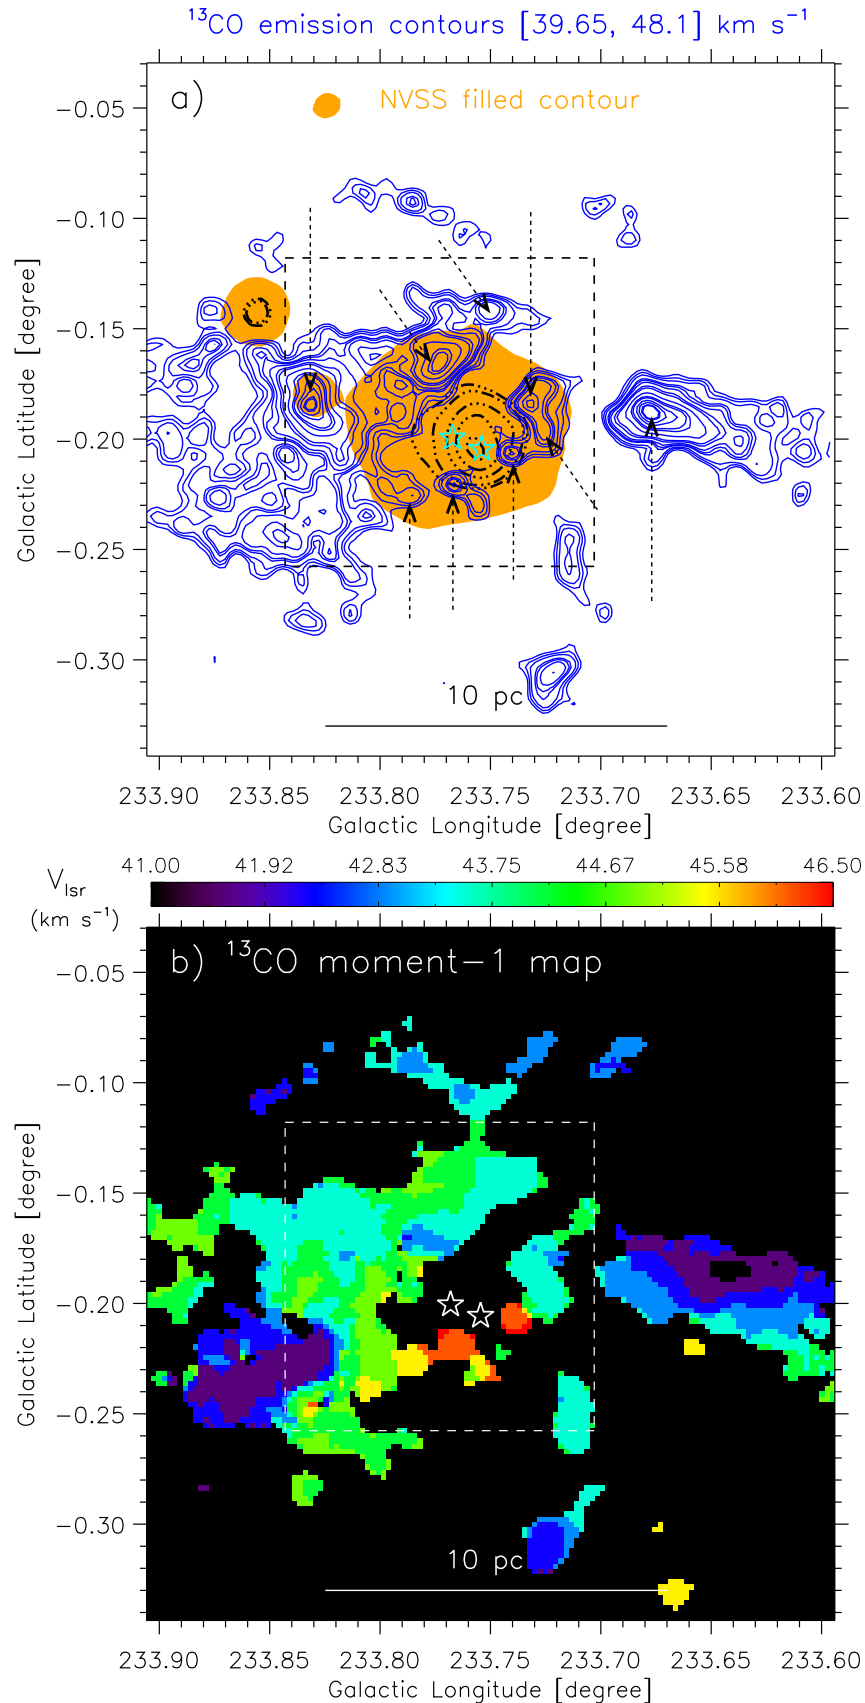 ¹³CO emission contours [39.65, 48.1] km s⁻¹
a)
NVSS filled contour
−0.05
−0.10
−0.15
−0.20
−0.25
−0.30
Galactic Latitude [degree]
10 pc
233.90 233.85 233.80 233.75 233.70 233.65 233.60
Galactic Longitude [degree]
41.00 41.92 42.83 43.75 44.67 45.58 46.50
V_lsr
(km s⁻¹)
b) ¹³CO moment−1 map
−0.05
−0.10
−0.15
−0.20
−0.25
−0.30
Galactic Latitude [degree]
10 pc
233.90 233.85 233.80 233.75 233.70 233.65 233.60
Galactic Longitude [degree]